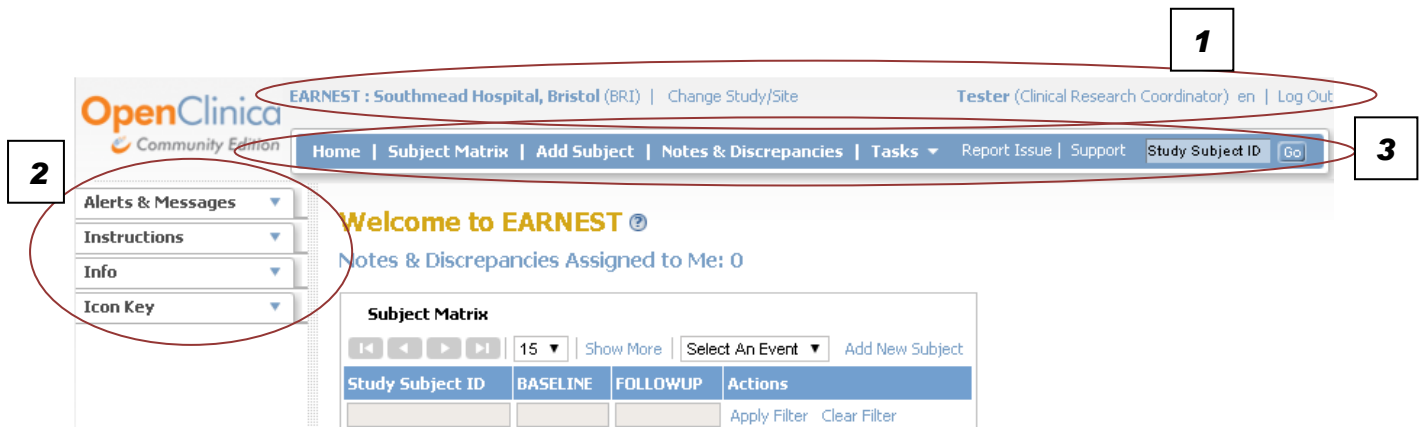 1
OpenClinica
Community Edition
EARNEST : Southmead Hospital, Bristol (BRI) | Change Study/Site
Tester (Clinical Research Coordinator) en | Log Out
Home | Subject Matrix | Add Subject | Notes & Discrepancies | Tasks
Report Issue | Support
Study Subject ID
Go
3
2
Alerts & Messages
Instructions
Info
Icon Key
Welcome to EARNEST ?
Notes & Discrepancies Assigned to Me: 0
Subject Matrix
15
Show More
Select An Event
Add New Subject
Study Subject ID BASELINE FOLLOWUP Actions
Apply Filter Clear Filter